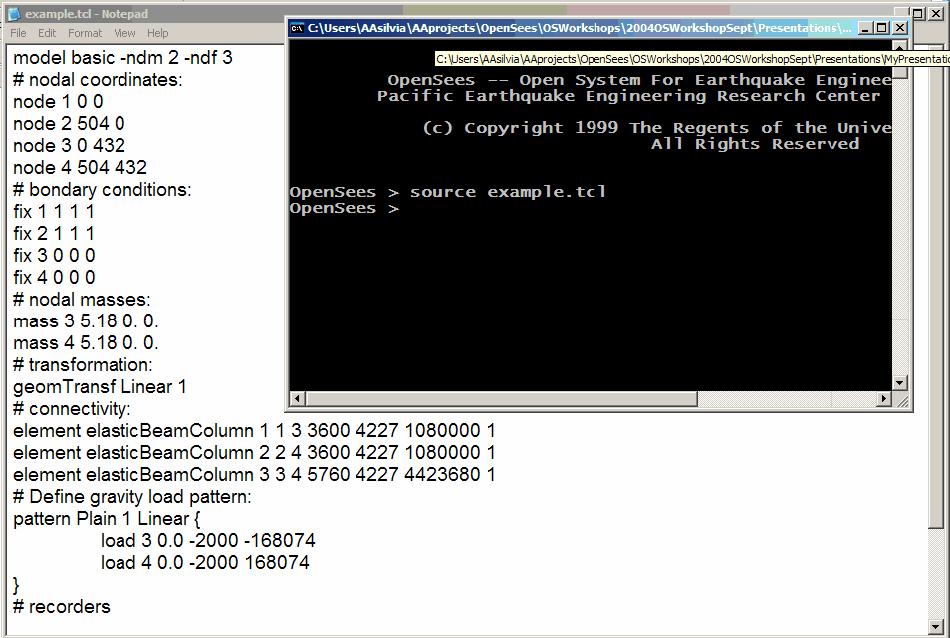 example.tcl - Notepad
File Edit Format View Help
model basic -ndm 2 -ndf 3
# nodal coordinates:
node 1 0 0
node 2 504 0
node 3 0 432
node 4 504 432
# bondary conditions:
fix 1 1 1 1
fix 2 1 1 1
fix 3 0 0 0
fix 4 0 0 0
# nodal masses:
mass 3 5.18 0. 0.
mass 4 5.18 0. 0.
# transformation:
geomTransf Linear 1
# connectivity:
element elasticBeamColumn 1 1 3 3600 4227 1080000 1
element elasticBeamColumn 2 2 4 3600 4227 1080000 1
element elasticBeamColumn 3 3 4 5760 4227 4423680 1
# Define gravity load pattern:
pattern Plain 1 Linear {
load 3 0.0 -2000 -168074
load 4 0.0 -2000 168074
}
# recorders
C:\Users\AAsilvia\AAprojects\OpenSees\OSWorkshops\2004OSWorkshopSept\Presentations\...
C:\Users\AAsilvia\AAprojects\OpenSees\OSWorkshops\2004OSWorkshopSept\Presentations\MyPresentatio
OpenSees -- Open System For Earthquake Enginee
Pacific Earthquake Engineering Research Center
(c) Copyright 1999 The Regents of the Unive
All Rights Reserved
OpenSees > source example.tcl
OpenSees >